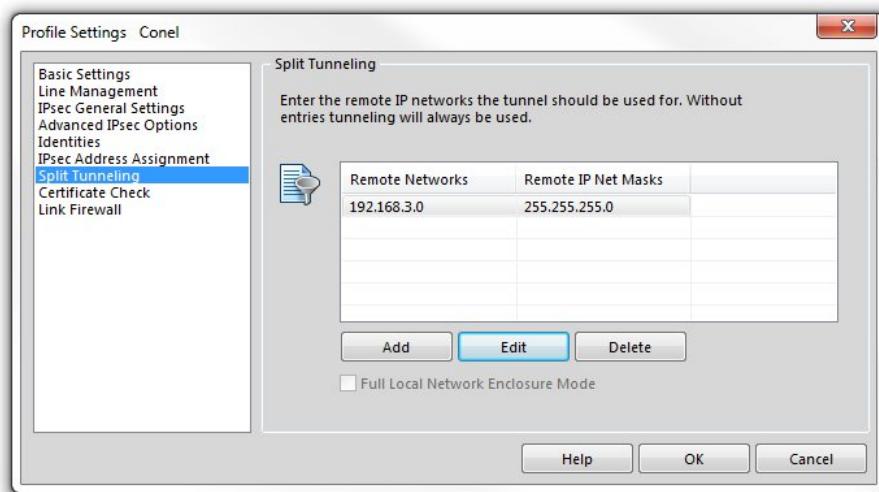 Profile Settings Conel
Basic Settings
Line Management
IPsec General Settings
Advanced IPsec Options
Identities
IPsec Address Assignment
Split Tunneling
Certificate Check
Link Firewall
Split Tunneling
Enter the remote IP networks the tunnel should be used for. Without
entries tunneling will always be used.
Remote Networks Remote IP Net Masks
192.168.3.0 255.255.255.0
Add Edit Delete
Full Local Network Enclosure Mode
Help OK Cancel